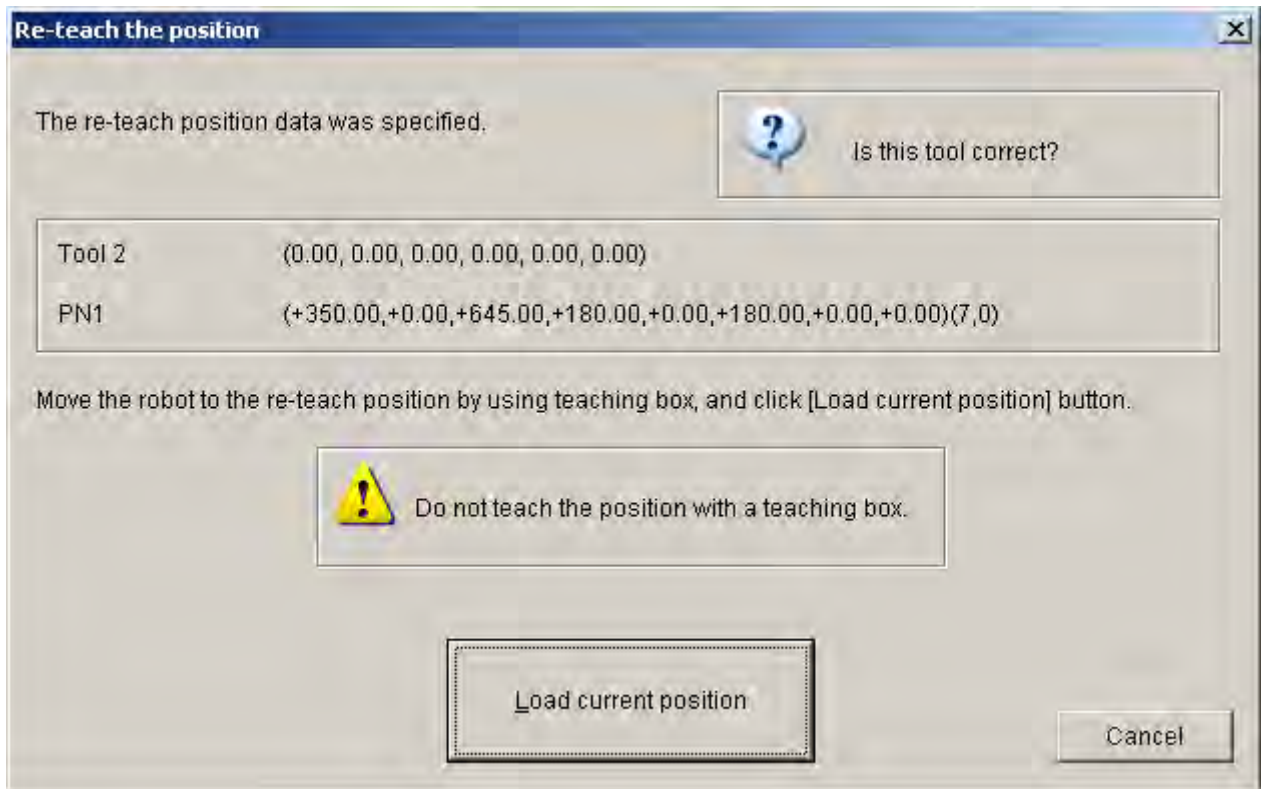 Re-teach the position
The re-teach position data was specified.
Is this tool correct?
Tool 2 (0.00, 0.00, 0.00, 0.00, 0.00, 0.00)
PN1 (+350.00,+0.00,+645.00,+180.00,+0.00,+180.00,+0.00,+0.00)(7,0)
Move the robot to the re-teach position by using teaching box, and click [Load current position] button.
Do not teach the position with a teaching box.
Load current position
Cancel